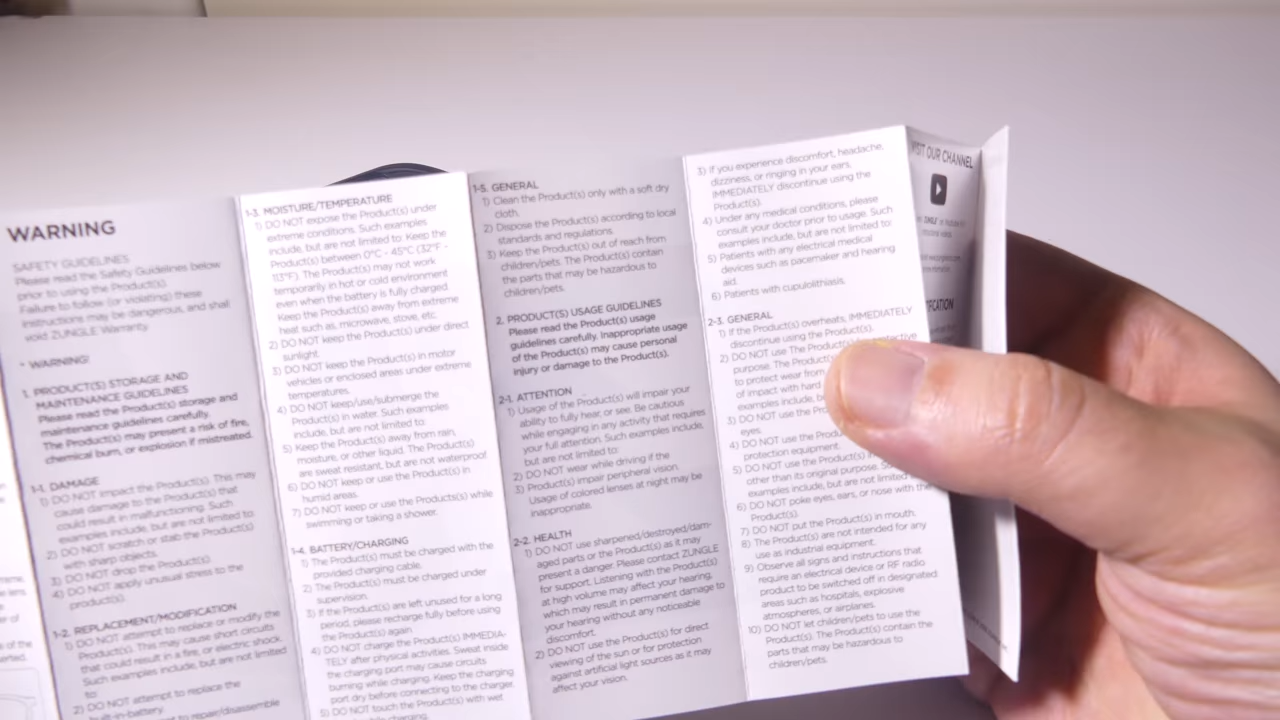 WARNING
SAFETY GUIDELINES
Please read the Safety Guidelines below
prior to using the Product(s).
Failure to follow (or violating) these
instructions may be dangerous, and shall
void ZUNGLE Warranty.
* WARNING!
1. PRODUCT(S) STORAGE AND
MAINTENANCE GUIDELINES
Please read the Product(s) storage and
maintenance guidelines carefully.
The Product(s) may present a risk of fire,
chemical burn, or explosion if mistreated.
1-1. DAMAGE
1) DO NOT impact the Product(s). This may
cause damage to the Product(s) that
could result in malfunctioning. Such
examples include, but are not limited to:
2) DO NOT scratch or stab the Product(s)
with sharp objects.
3) DO NOT drop the Product(s).
4) DO NOT apply unusual stress to the
product(s).
1-2. REPLACEMENT/MODIFICATION
1) DO NOT attempt to replace or modify the
Product(s). This may cause short circuits
that could result in a fire, or electric shock.
Such examples include, but are not limited
to:
2) DO NOT attempt to replace the
built-in-battery.
to repair/disassemble
1-3. MOISTURE/TEMPERATURE
1) DO NOT expose the Product(s) under
extreme conditions. Such examples
include, but are not limited to: Keep the
Product(s) between 0°C - 45°C (32°F -
113°F). The Product(s) may not work
temporarily in hot or cold environment
even when the battery is fully charged.
Keep the Product(s) away from extreme
heat such as, microwave, stove, etc.
2) DO NOT keep the Product(s) under direct
sunlight.
3) DO NOT keep the Product(s) in motor
vehicles or enclosed areas under extreme
temperatures.
4) DO NOT keep/use/submerge the
Product(s) in water. Such examples
include, but are not limited to:
5) Keep the Product(s) away from rain,
moisture, or other liquid. The Product(s)
are sweat resistant, but are not waterproof
6) DO NOT keep or use the Product(s) in
humid areas.
7) DO NOT keep or use the Products(s) while
swimming or taking a shower.
1-4. BATTERY/CHARGING
1) The Product(s) must be charged with the
provided charging cable.
2) The Product(s) must be charged under
supervision.
3) If the Product(s) are left unused for a long
period, please recharge fully before using
the Product(s) again
4) DO NOT charge the Product(s) IMMEDIA-
TELY after physical activities. Sweat inside
the charging port may cause circuits
burning while charging. Keep the charging
port dry before connecting to the charger.
5) DO NOT touch the Product(s) with wet
while charging.
1-5. GENERAL
1) Clean the Product(s) only with a soft dry
cloth.
2) Dispose the Product(s) according to local
standards and regulations.
3) Keep the Product(s) out of reach from
children/pets. The Product(s) contain
the parts that may be hazardous to
children/pets.
2. PRODUCT(S) USAGE GUIDELINES
Please read the Product(s) usage
guidelines carefully. Inappropriate usage
of the Product(s) may cause personal
injury or damage to the Product(s).
2-1. ATTENTION
1) Usage of the Product(s) will impair your
ability to fully hear, or see. Be cautious
while engaging in any activity that requires
your full attention. Such examples include,
but are not limited to:
2) DO NOT wear while driving if the
3) Product(s) impair peripheral vision.
Usage of colored lenses at night may be
inappropriate.
2-2. HEALTH
1) DO NOT use sharpened/destroyed/dam-
aged parts or the Product(s) as it may
present a danger. Please contact ZUNGLE
for support. Listening with the Product(s)
at high volume may affect your hearing,
which may result in permanent damage to
your hearing without any noticeable
discomfort.
2) DO NOT use the Product(s) for direct
viewing of the sun or for protection
against artificial light sources as it may
affect your vision.
3) If you experience discomfort, headache,
dizziness, or ringing in your ears,
IMMEDIATELY discontinue using the
Product(s).
4) Under any medical conditions, please
consult your doctor prior to usage. Such
examples include, but are not limited to:
5) Patients with any electrical medical
devices such as pacemaker and hearing
aid.
6) Patients with cupulolithiasis.
2-3. GENERAL
1) If the Product(s) overheats, IMMEDIATELY
discontinue using the Product(s).
2) DO NOT use The Product(s)
purpose. The Product(s)
to protect wear from
of impact with hard
examples include, b
3) DO NOT use the Pro
eyes.
4) DO NOT use the Produ
protection equipment.
5) DO NOT use the Product(s)
other than its original purpose. S
examples include, but are not limited
6) DO NOT poke eyes, ears, or nose with the
Product(s).
7) DO NOT put the Product(s) in mouth.
8) The Product(s) are not intended for any
use as industrial equipment.
9) Observe all signs and instructions that
require an electrical device or RF radio
product to be switched off in designated
areas such as hospitals, explosive
atmospheres, or airplanes.
10) DO NOT let children/pets to use the
Product(s). The Product(s) contain the
parts that may be hazardous to
children/pets.
VISIT OUR CHANNEL